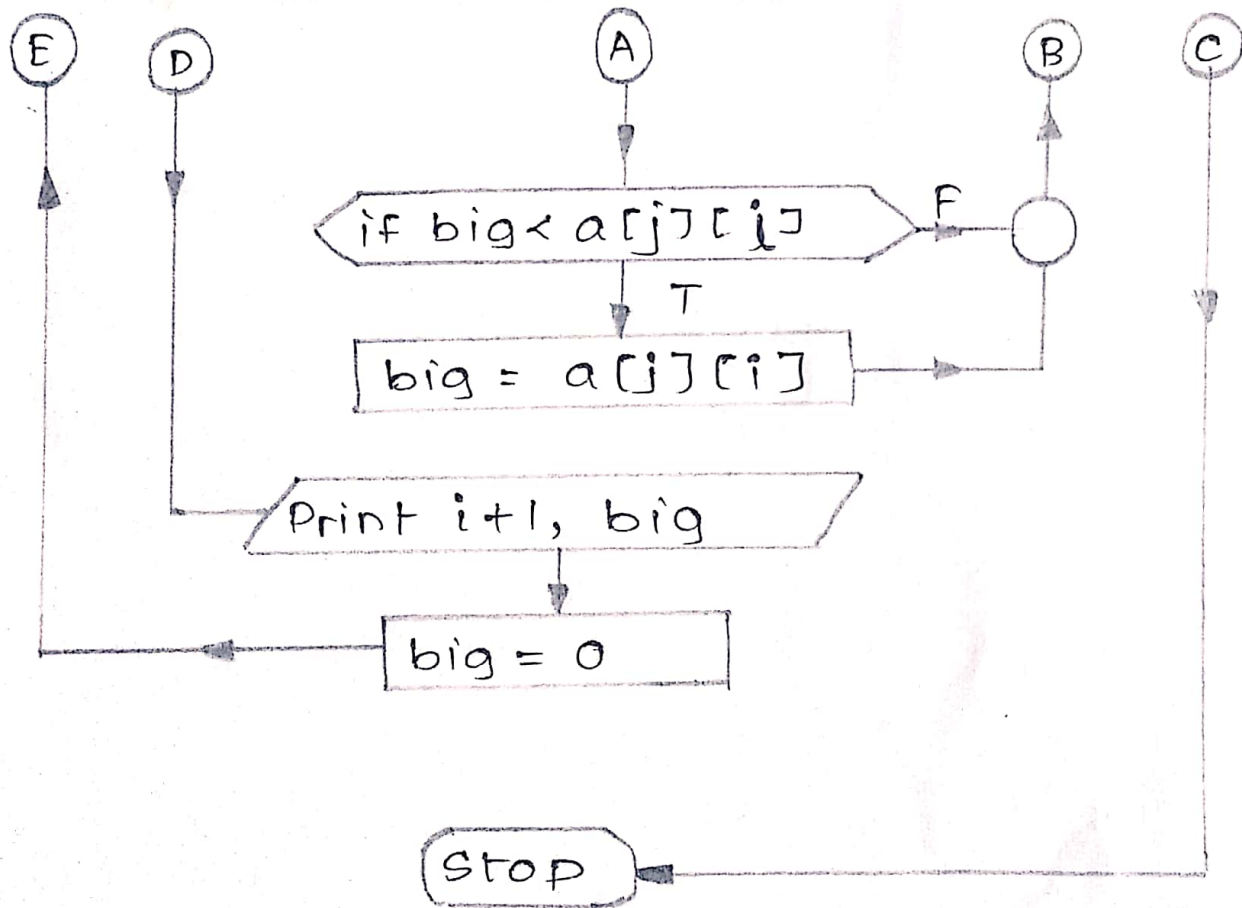 E D A B C
if big < a[j][i]
F
T
big = a[j][i]
Print i+1, big
big = 0
Stop